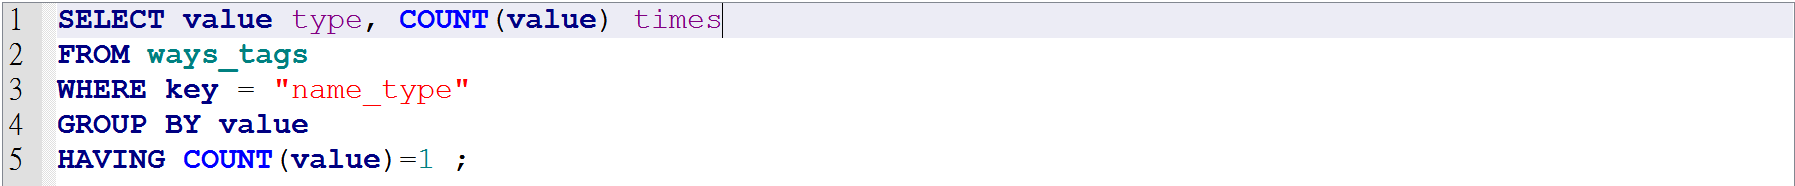 1 SELECT value type, COUNT(value) times
2 FROM ways_tags
3 WHERE key = "name_type"
4 GROUP BY value
5 HAVING COUNT(value)=1 ;